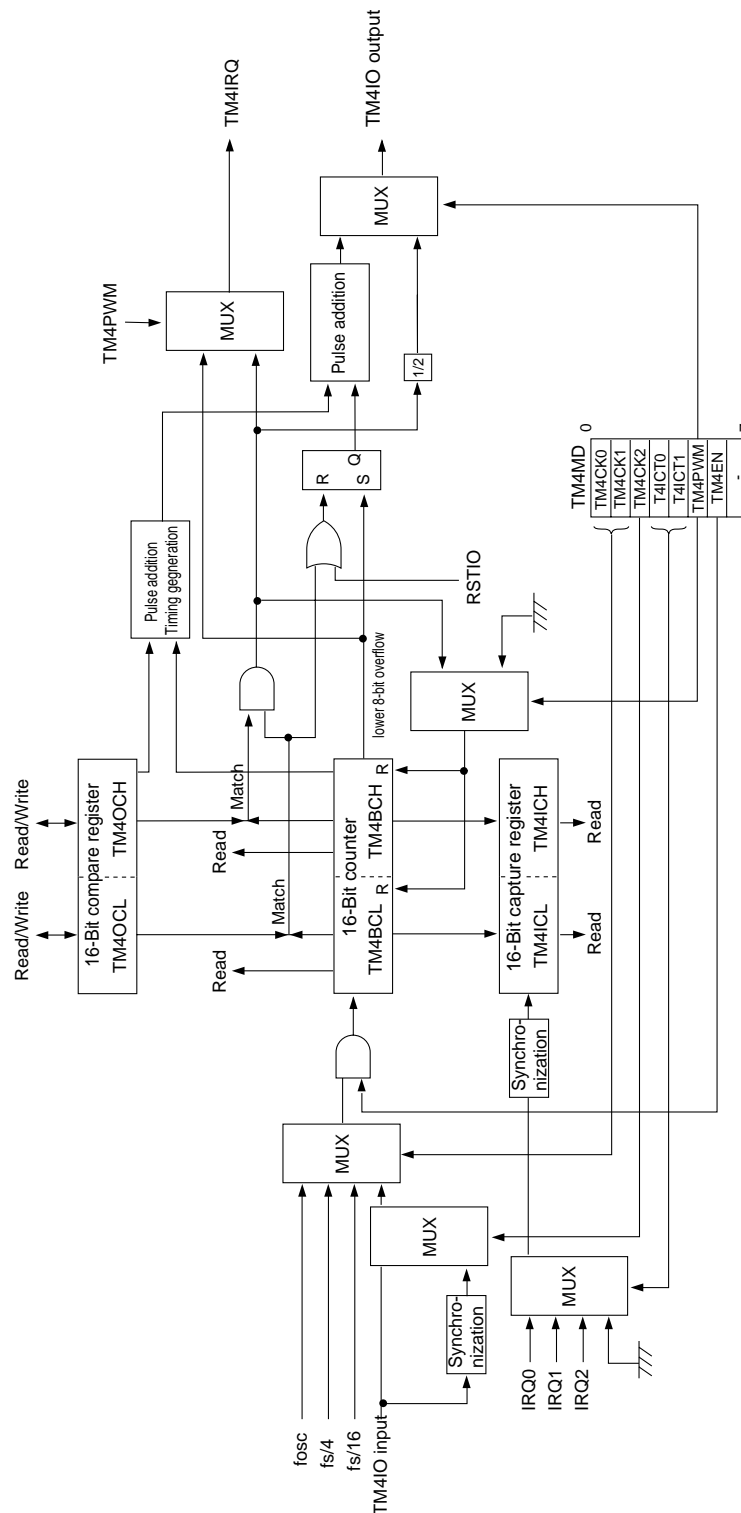 TM4IRQ
TM4IO output
TM4PWM
MUX
MUX
Pulse addition
1/2
Pulse addition
Timing gegneration
R
S
Q
RSTIO
lower 8-bit overflow
MUX
TM4MD
0
TM4CK0
TM4CK1
TM4CK2
T4ICT0
T4ICT1
TM4PWM
TM4EN
-
7
Read/Write
Read/Write
16-Bit compare register
TM4OCL
TM4OCH
Match
Match
Read
Read
16-Bit counter
TM4BCL
TM4BCH
R
R
16-Bit capture register
TM4ICL
TM4ICH
Read
Read
Synchro-
nization
MUX
MUX
Synchro-
nization
MUX
fosc
fs/4
fs/16
TM4IO input
IRQ0
IRQ1
IRQ2